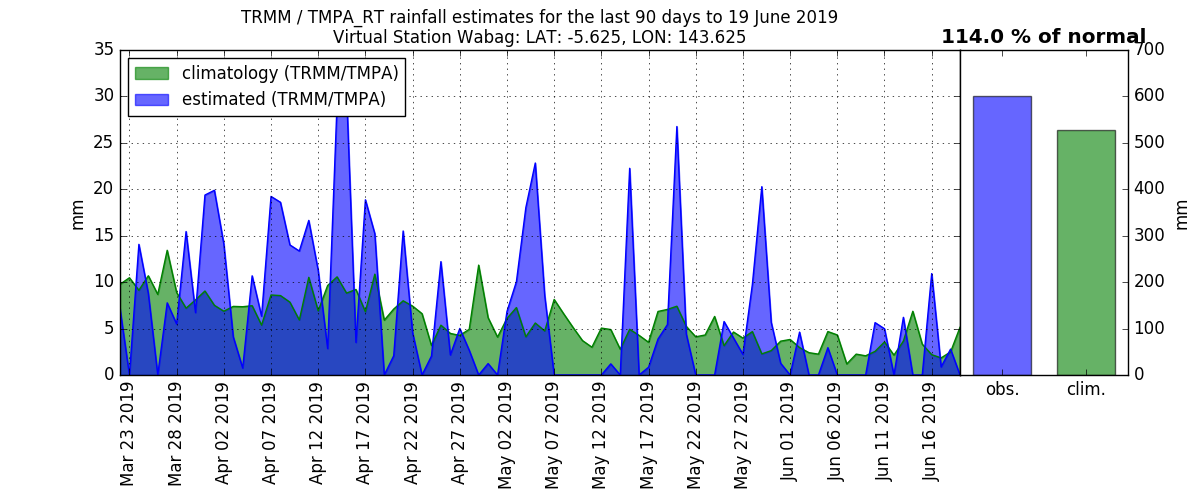 TRMM / TMPA_RT rainfall estimates for the last 90 days to 19 June 2019
Virtual Station Wabag: LAT: -5.625, LON: 143.625
114.0 % of normal
climatology (TRMM/TMPA)
estimated (TRMM/TMPA)
35
30
25
20
15
10
5
0
mm
Mar 23 2019
Mar 28 2019
Apr 02 2019
Apr 07 2019
Apr 12 2019
Apr 17 2019
Apr 22 2019
Apr 27 2019
May 02 2019
May 07 2019
May 12 2019
May 17 2019
May 22 2019
May 27 2019
Jun 01 2019
Jun 06 2019
Jun 11 2019
Jun 16 2019
obs.
clim.
700
600
500
400
300
200
100
0
mm